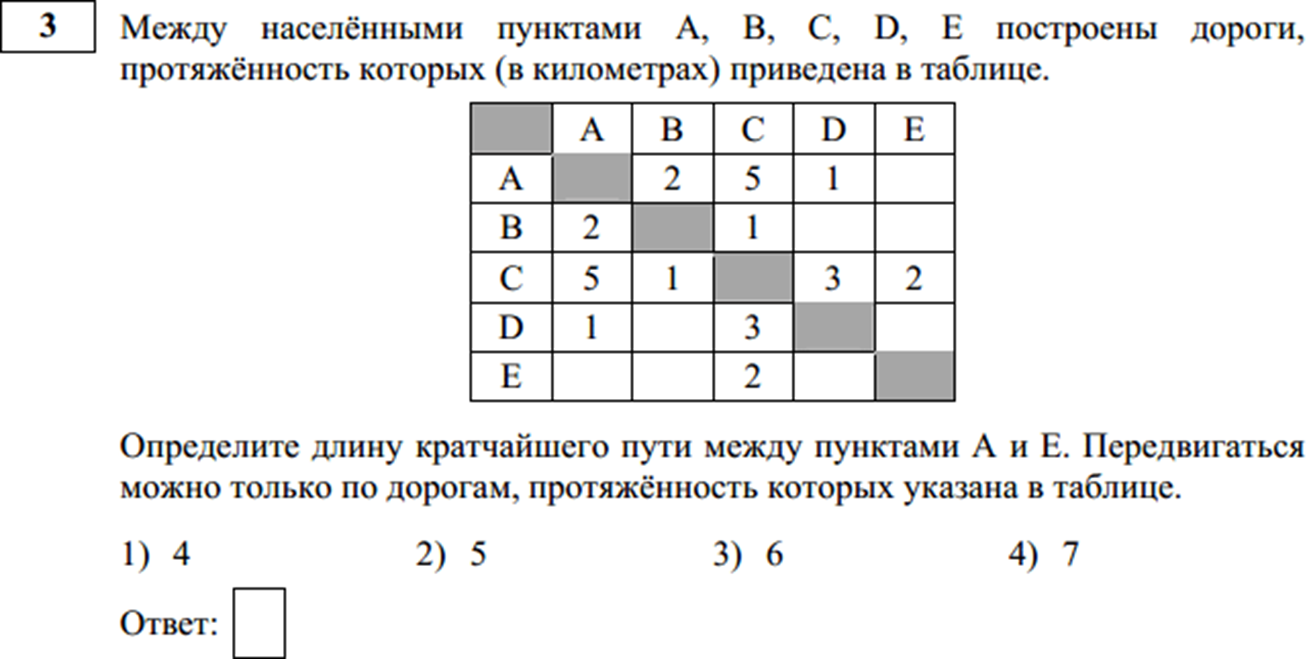 3 Между населёнными пунктами A, B, C, D, E построены дороги,
протяжённость которых (в километрах) приведена в таблице.
A B C D E
A 2 5 1
B 2 1
C 5 1 3 2
D 1 3
E 2
Определите длину кратчайшего пути между пунктами A и E. Передвигаться
можно только по дорогам, протяжённость которых указана в таблице.
1) 4 2) 5 3) 6 4) 7
Ответ: